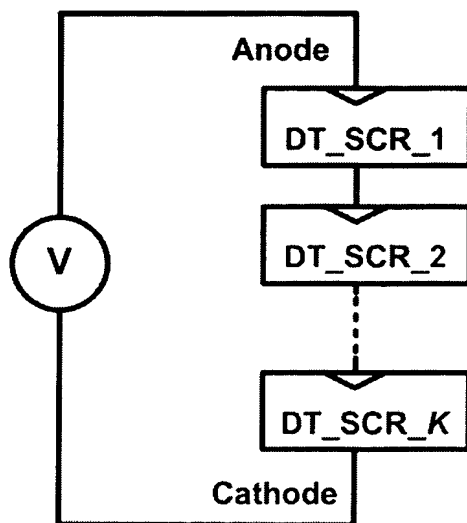 Anode
DT_SCR_1
V
DT_SCR_2
DT_SCR_K
Cathode